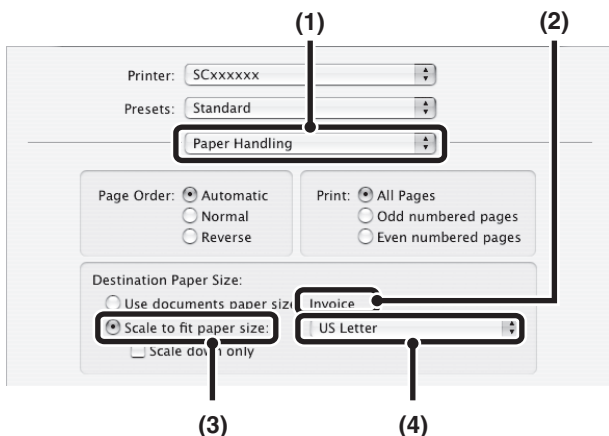 (1) (2)
Printer: SCxxxxxx
Presets: Standard
Paper Handling
Page Order: Automatic Print: All Pages
Normal Odd numbered pages
Reverse Even numbered pages
Destination Paper Size:
Use documents paper size Invoice
Scale to fit paper size: US Letter
Scale down only
(3) (4)